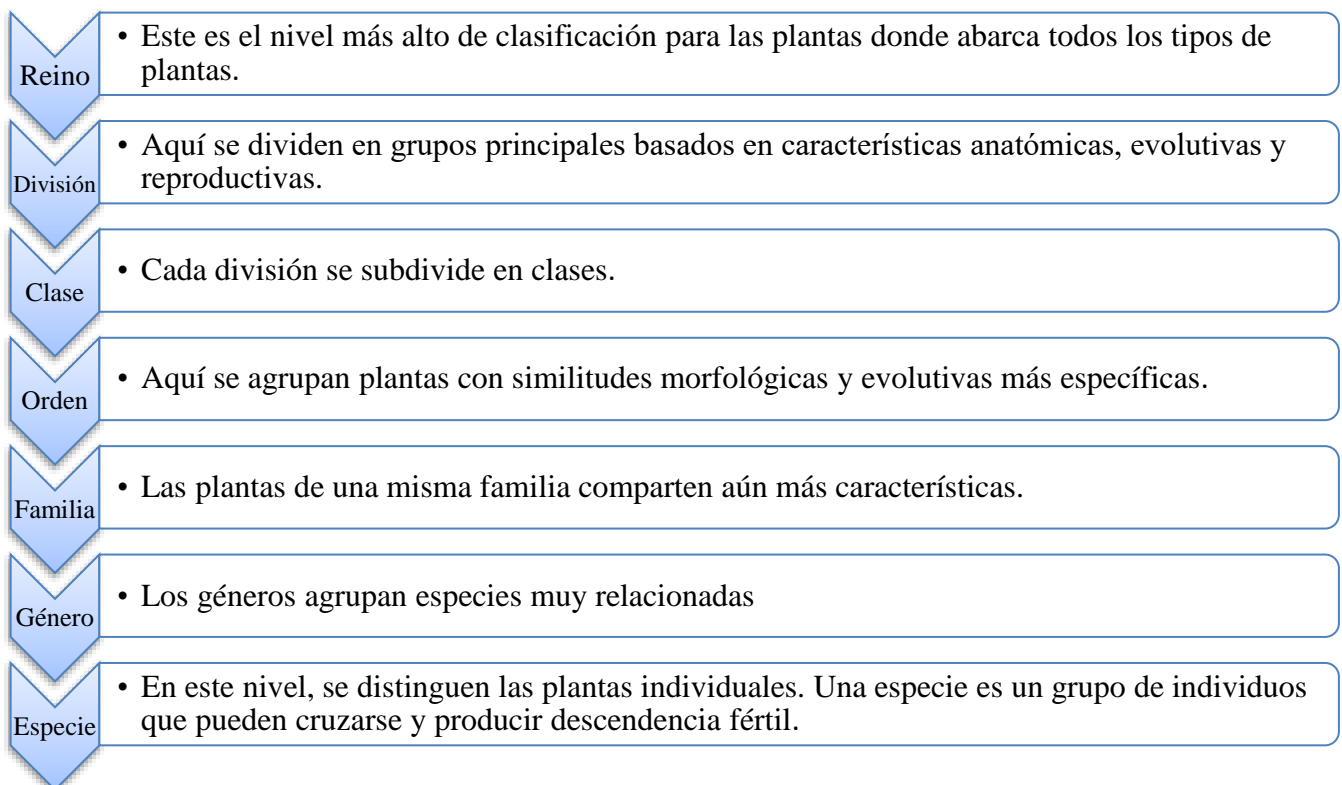 Reino
• Este es el nivel más alto de clasificación para las plantas donde abarca todos los tipos de
plantas.
División
• Aquí se dividen en grupos principales basados en características anatómicas, evolutivas y
reproductivas.
Clase
• Cada división se subdivide en clases.
Orden
• Aquí se agrupan plantas con similitudes morfológicas y evolutivas más específicas.
Familia
• Las plantas de una misma familia comparten aún más características.
Género
• Los géneros agrupan especies muy relacionadas
Especie
• En este nivel, se distinguen las plantas individuales. Una especie es un grupo de individuos
que pueden cruzarse y producir descendencia fértil.